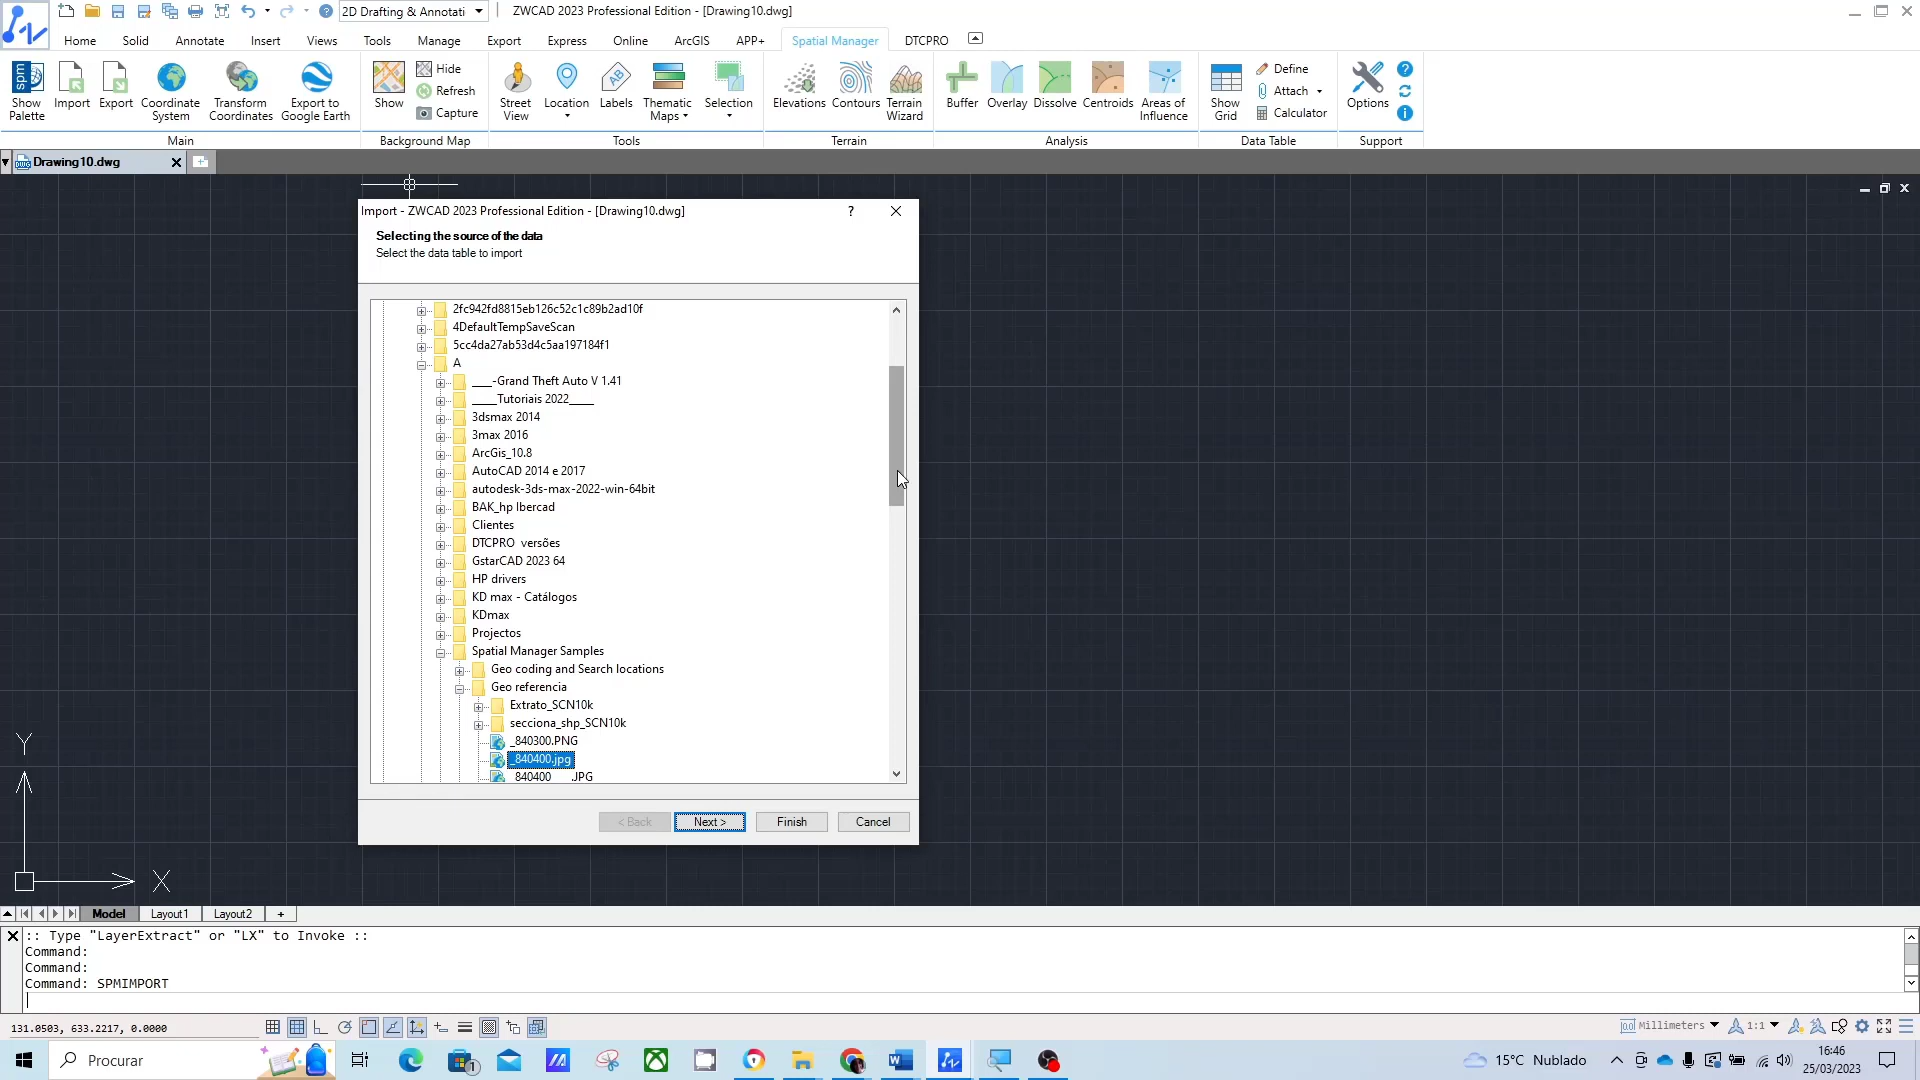 2D Drafting & Annotati
ZWCAD 2023 Professional Edition - [Drawing10.dwg]
Home
Solid
Annotate
Insert
Views
Tools
Manage
Export
Express
Online
ArcGIS
APP+
Spatial Manager
DTCPRO
spm
Show Palette
Import
Export
Coordinate System
Transform Coordinates
Export to Google Earth
Show
Hide
Refresh
Capture
Street View
Location
AB
Labels
Thematic Maps
Selection
Elevations
Contours
Terrain Wizard
Buffer
Overlay
Dissolve
Centroids
Areas of Influence
Show Grid
Define
Attach
Calculator
Options
Main
Background Map
Tools
Terrain
Analysis
Data Table
Support
Drawing10.dwg
Import - ZWCAD 2023 Professional Edition - [Drawing10.dwg]
Selecting the source of the data
Select the data table to import
2fc942fd8815eb126c52c1c89b2ad10f
4DefaultTempSaveScan
5cc4da27ab53d4c5aa197184f1
A
___-Grand Theft Auto V 1.41
____Tutoriais 2022____
3dsmax 2014
3max 2016
ArcGis_10.8
AutoCAD 2014 e 2017
autodesk-3ds-max-2022-win-64bit
BAK_hp Ibercad
Clientes
DTCPRO versões
GstarCAD 2023 64
HP drivers
KD max - Catálogos
KDmax
Projectos
Spatial Manager Samples
Geo coding and Search locations
Geo referencia
Extrato_SCN10k
secciona_shp_SCN10k
_840300.PNG
_840400.jpg
_840400___.JPG
< Back
Next >
Finish
Cancel
Y
X
Model
Layout1
Layout2
+
:: Type "LayerExtract" or "LX" to Invoke ::
Command:
Command:
Command: SPMIMPORT
131.0503, 633.2217, 0.0000
Millimeters
1:1
Procurar
15°C Nublado
16:46
25/03/2023